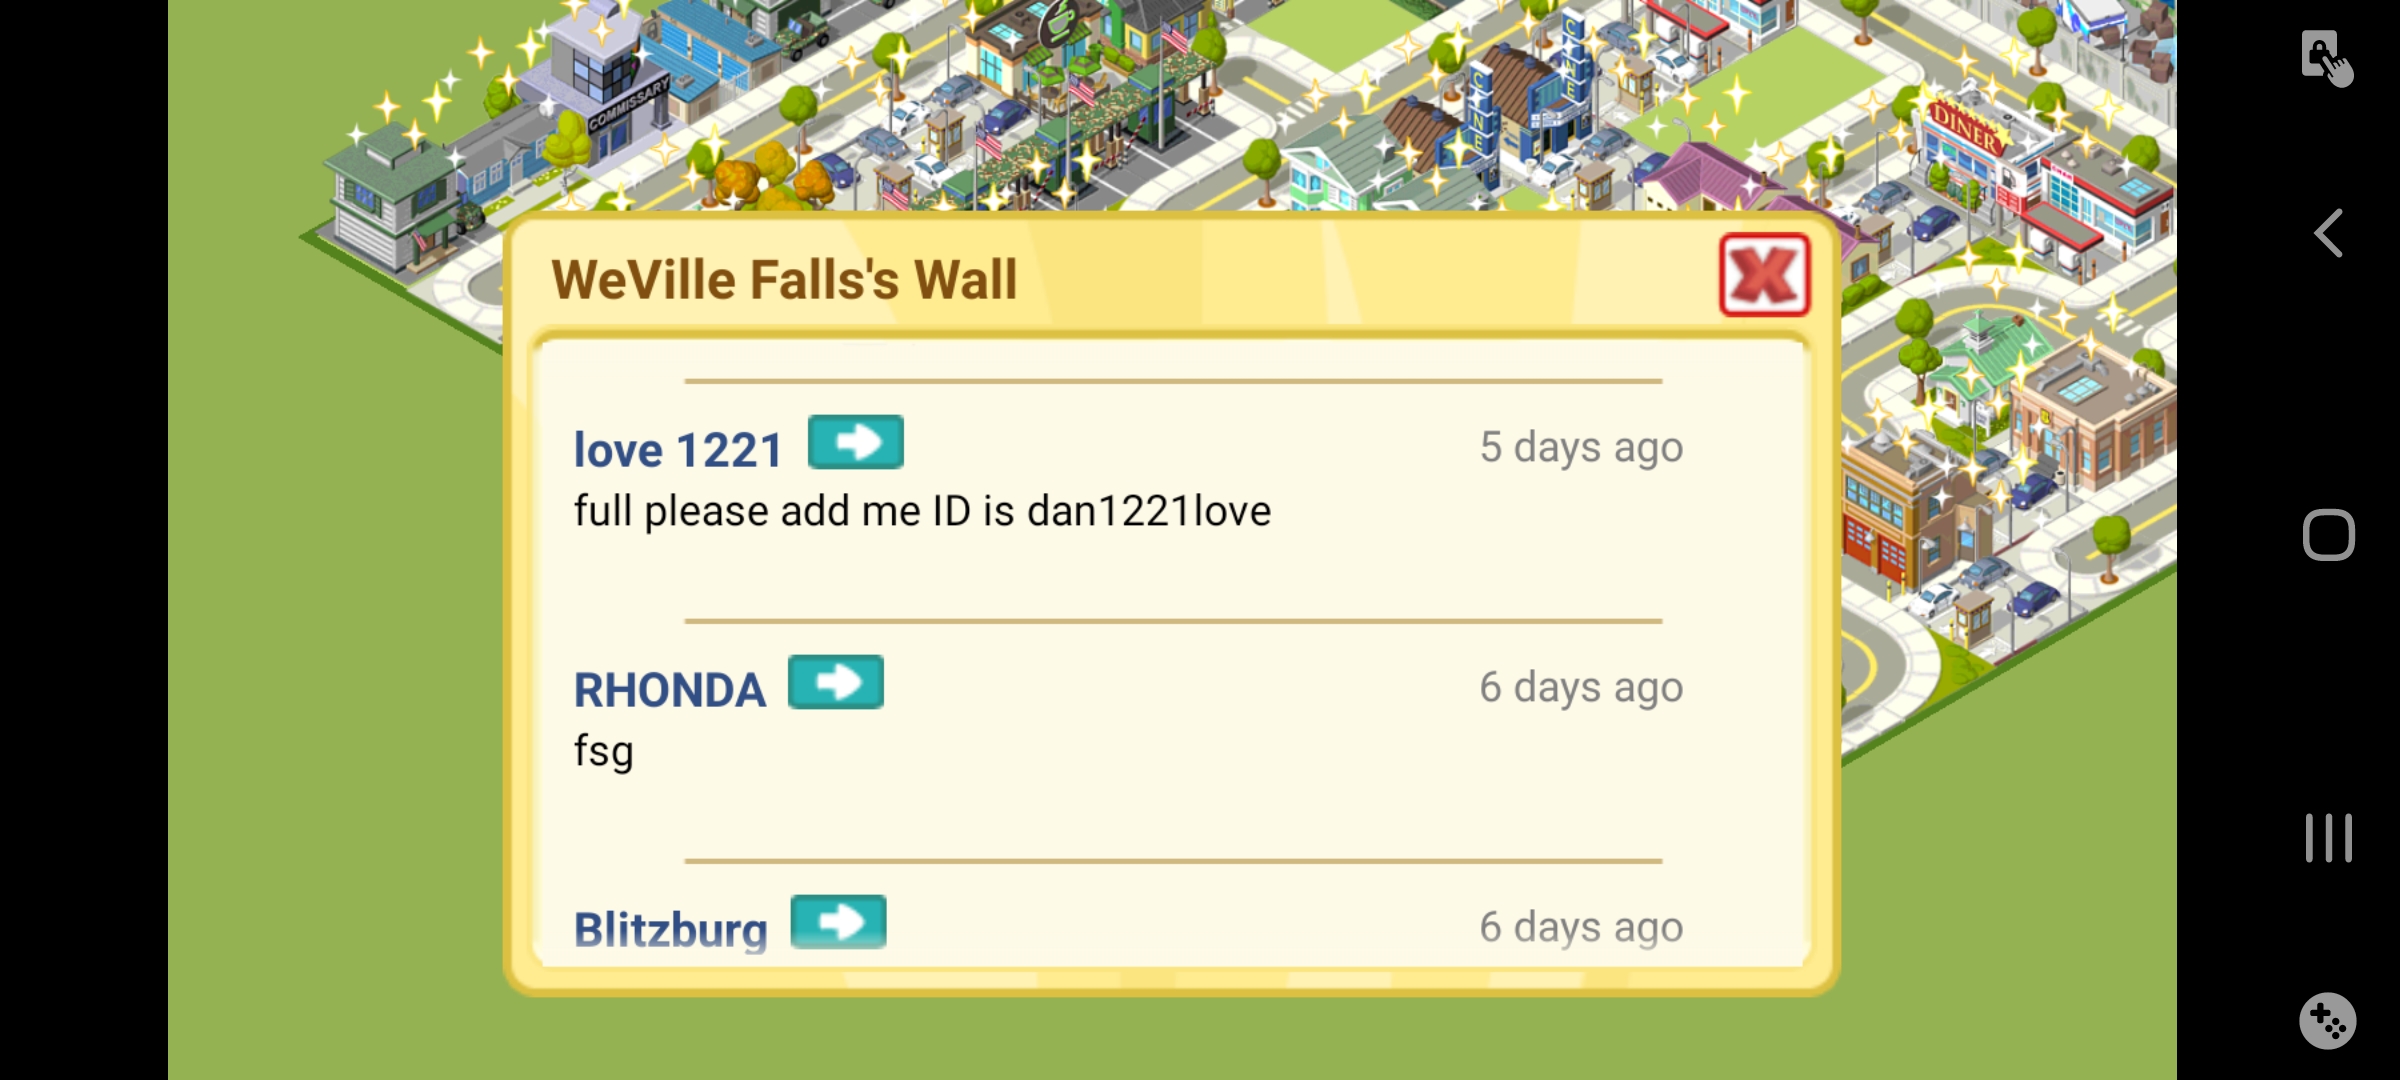 COMMISSARY
CINE
CINE
DINER
WeVille Falls's Wall
love 1221
5 days ago
full please add me ID is dan1221love
RHONDA
6 days ago
fsg
Blitzburg
6 days ago